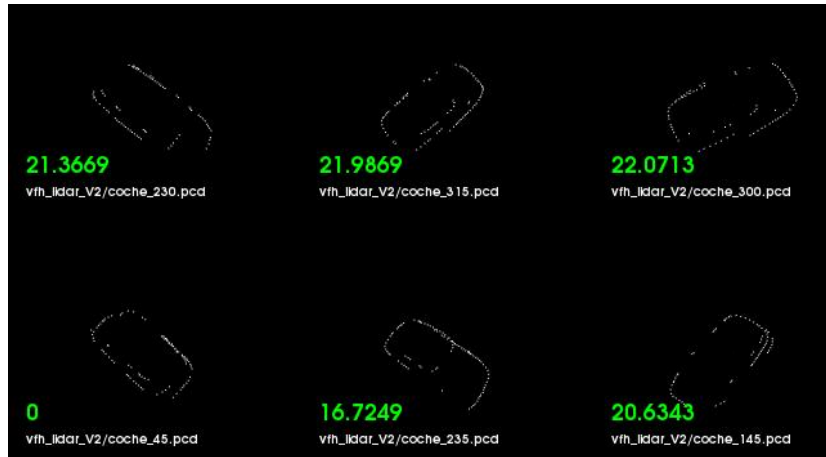 21.3669
vfh_lidar_V2/coche_230.pcd
21.9869
vfh_lidar_V2/coche_315.pcd
22.0713
vfh_lidar_V2/coche_300.pcd
0
vfh_lidar_V2/coche_45.pcd
16.7249
vfh_lidar_V2/coche_235.pcd
20.6343
vfh_lidar_V2/coche_145.pcd